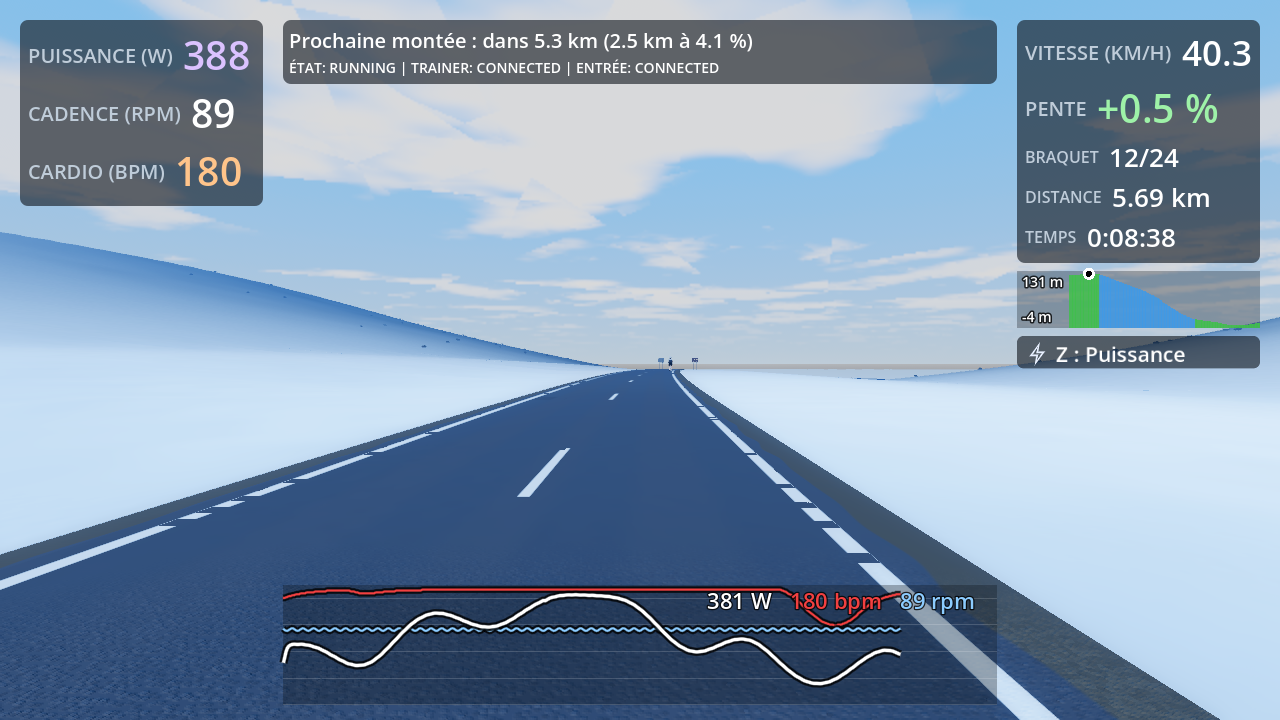 PUISSANCE (W) 388
CADENCE (RPM) 89
CARDIO (BPM) 180
Prochaine montée : dans 5.3 km (2.5 km à 4.1 %)
ÉTAT: RUNNING | TRAINER: CONNECTED | ENTRÉE: CONNECTED
VITESSE (KM/H) 40.3
PENTE +0.5 %
BRAQUET 12/24
DISTANCE 5.69 km
TEMPS 0:08:38
131 m
-4 m
Z : Puissance
381 W 180 bpm 89 rpm